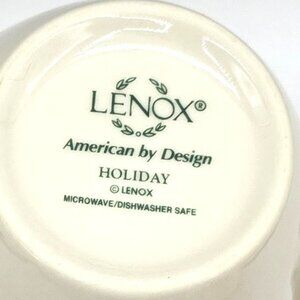 LENOX®
American by Design
HOLIDAY
© LENOX
MICROWAVE/DISHWASHER SAFE